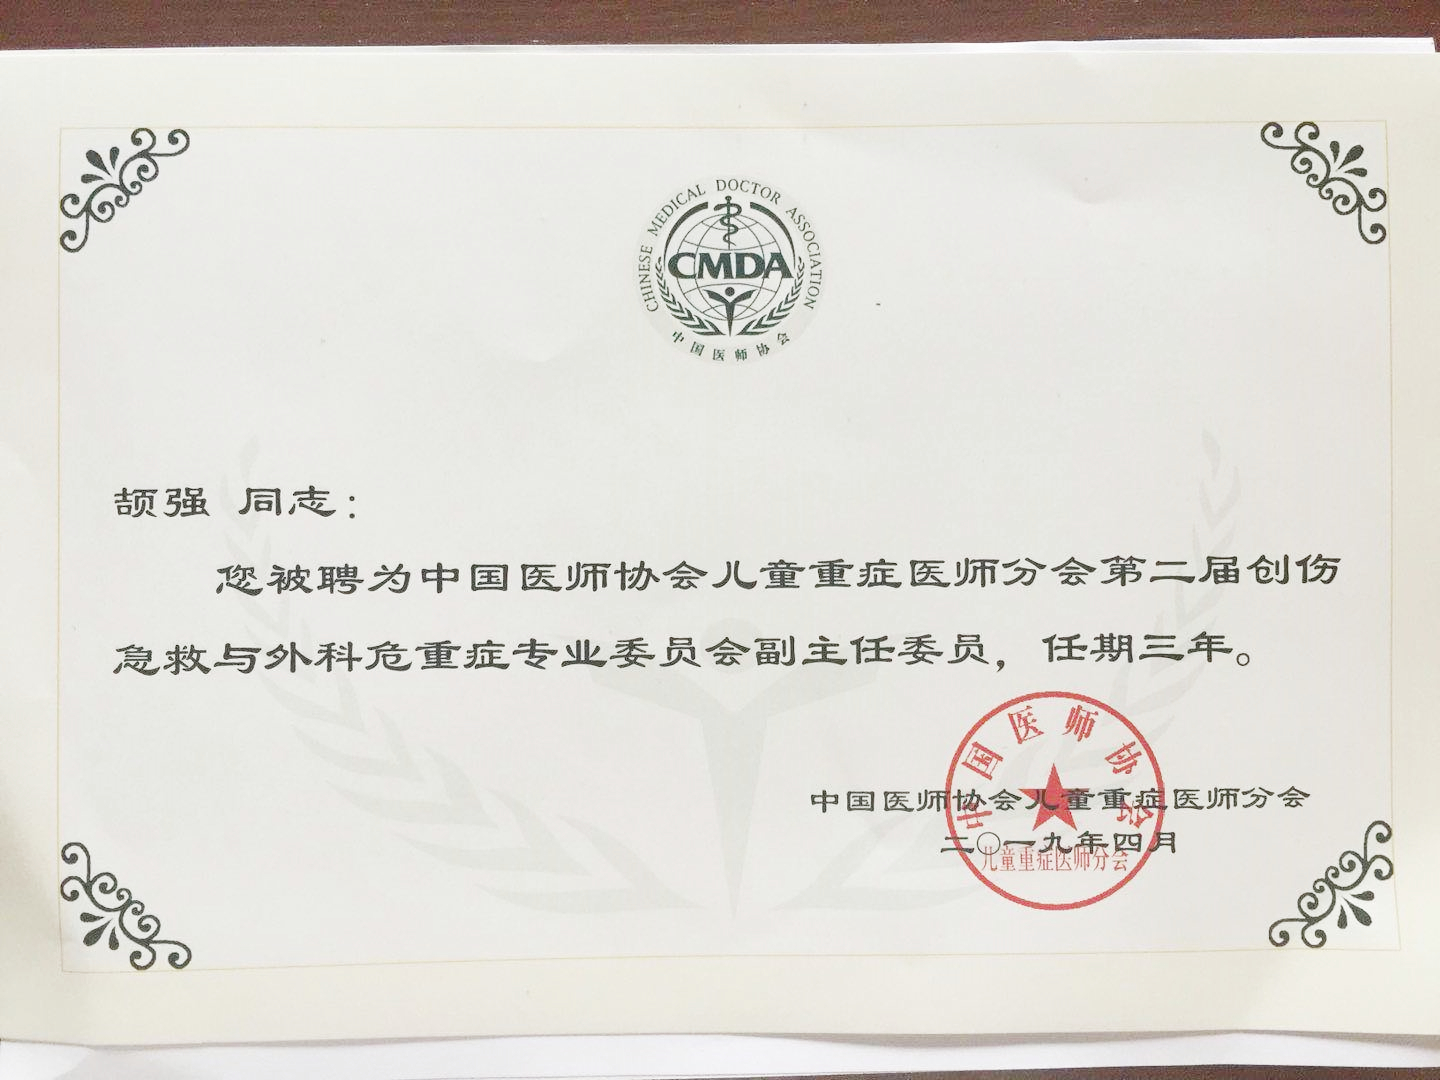 CHINESE MEDICAL DOCTOR ASSOCIATION
CMDA
中国医师协会
颉强 同志：
您被聘为中国医师协会儿童重症医师分会第二届创伤
急救与外科危重症专业委员会副主任委员，任期三年。
中国医师协会
中国医师协会儿童重症医师分会
二〇一九年四月
儿童重症医师分会